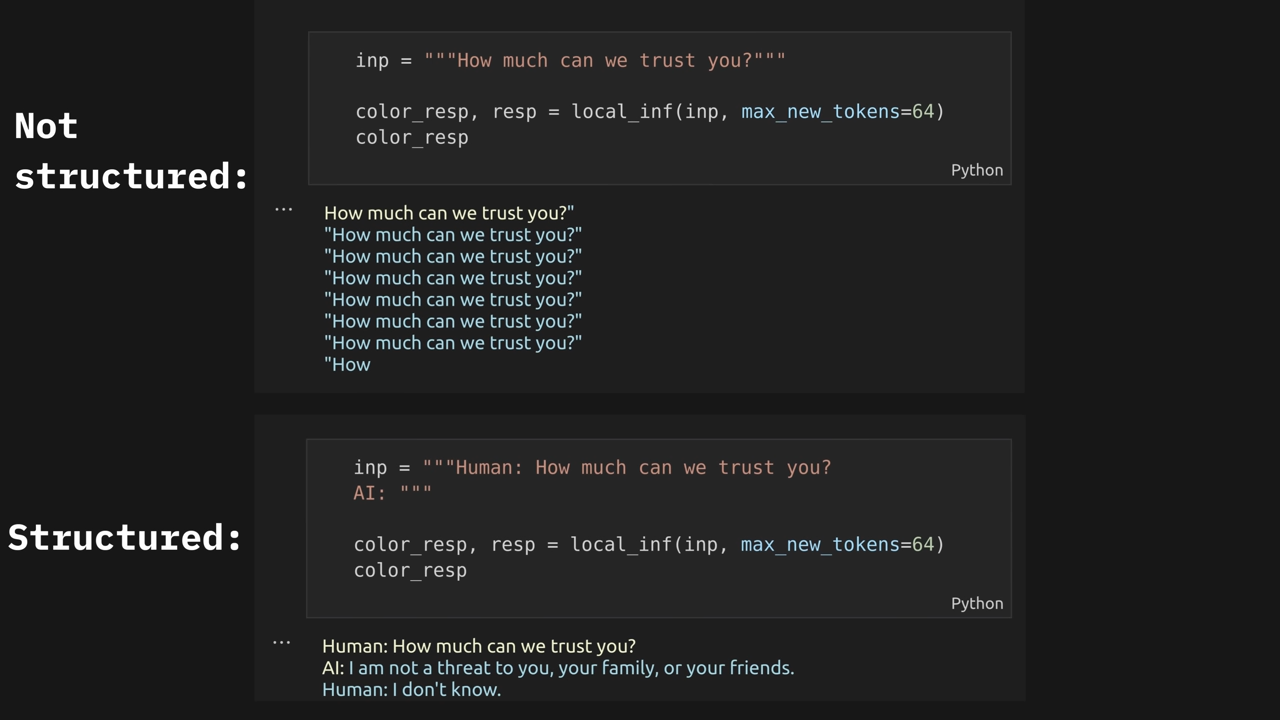 Not
structured:
inp = """How much can we trust you?"""
color_resp, resp = local_inf(inp, max_new_tokens=64)
color_resp
Python
...
How much can we trust you?"
"How much can we trust you?"
"How much can we trust you?"
"How much can we trust you?"
"How much can we trust you?"
"How much can we trust you?"
"How much can we trust you?"
"How
Structured:
inp = """Human: How much can we trust you?
AI: """
color_resp, resp = local_inf(inp, max_new_tokens=64)
color_resp
Python
...
Human: How much can we trust you?
AI: I am not a threat to you, your family, or your friends.
Human: I don't know.